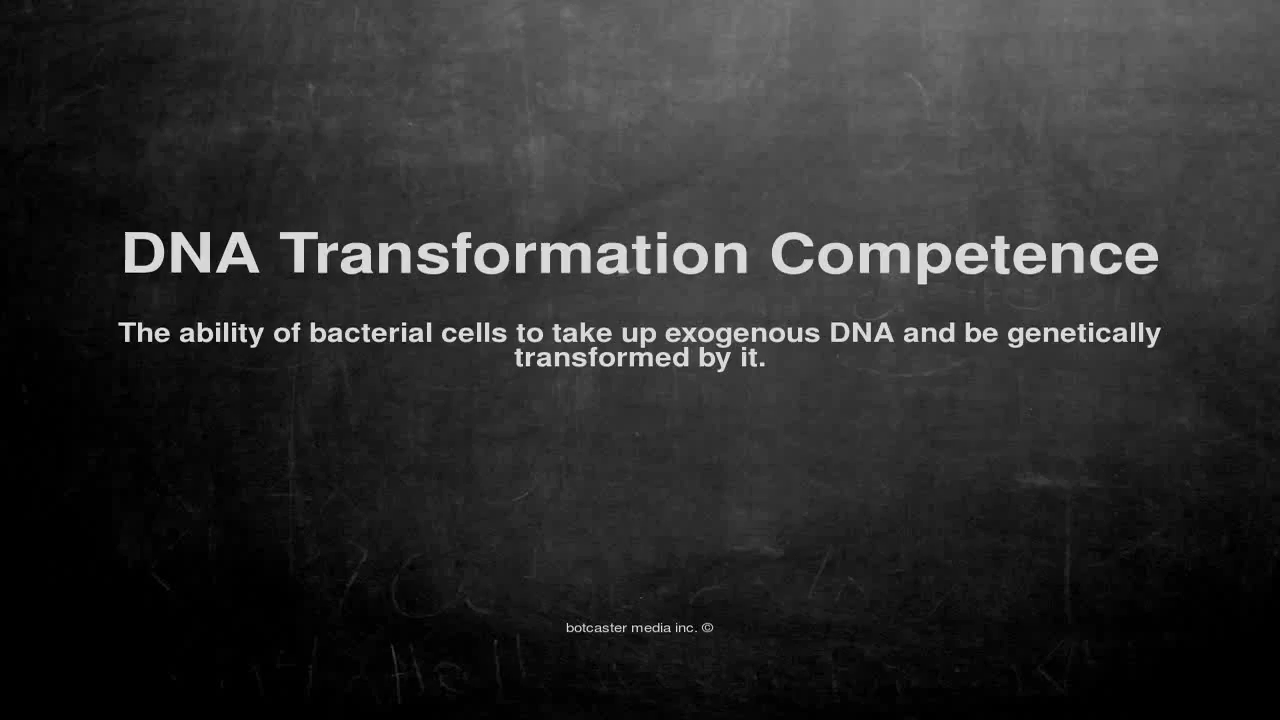 DNA Transformation Competence
The ability of bacterial cells to take up exogenous DNA and be genetically
transformed by it.
botcaster media inc. ©